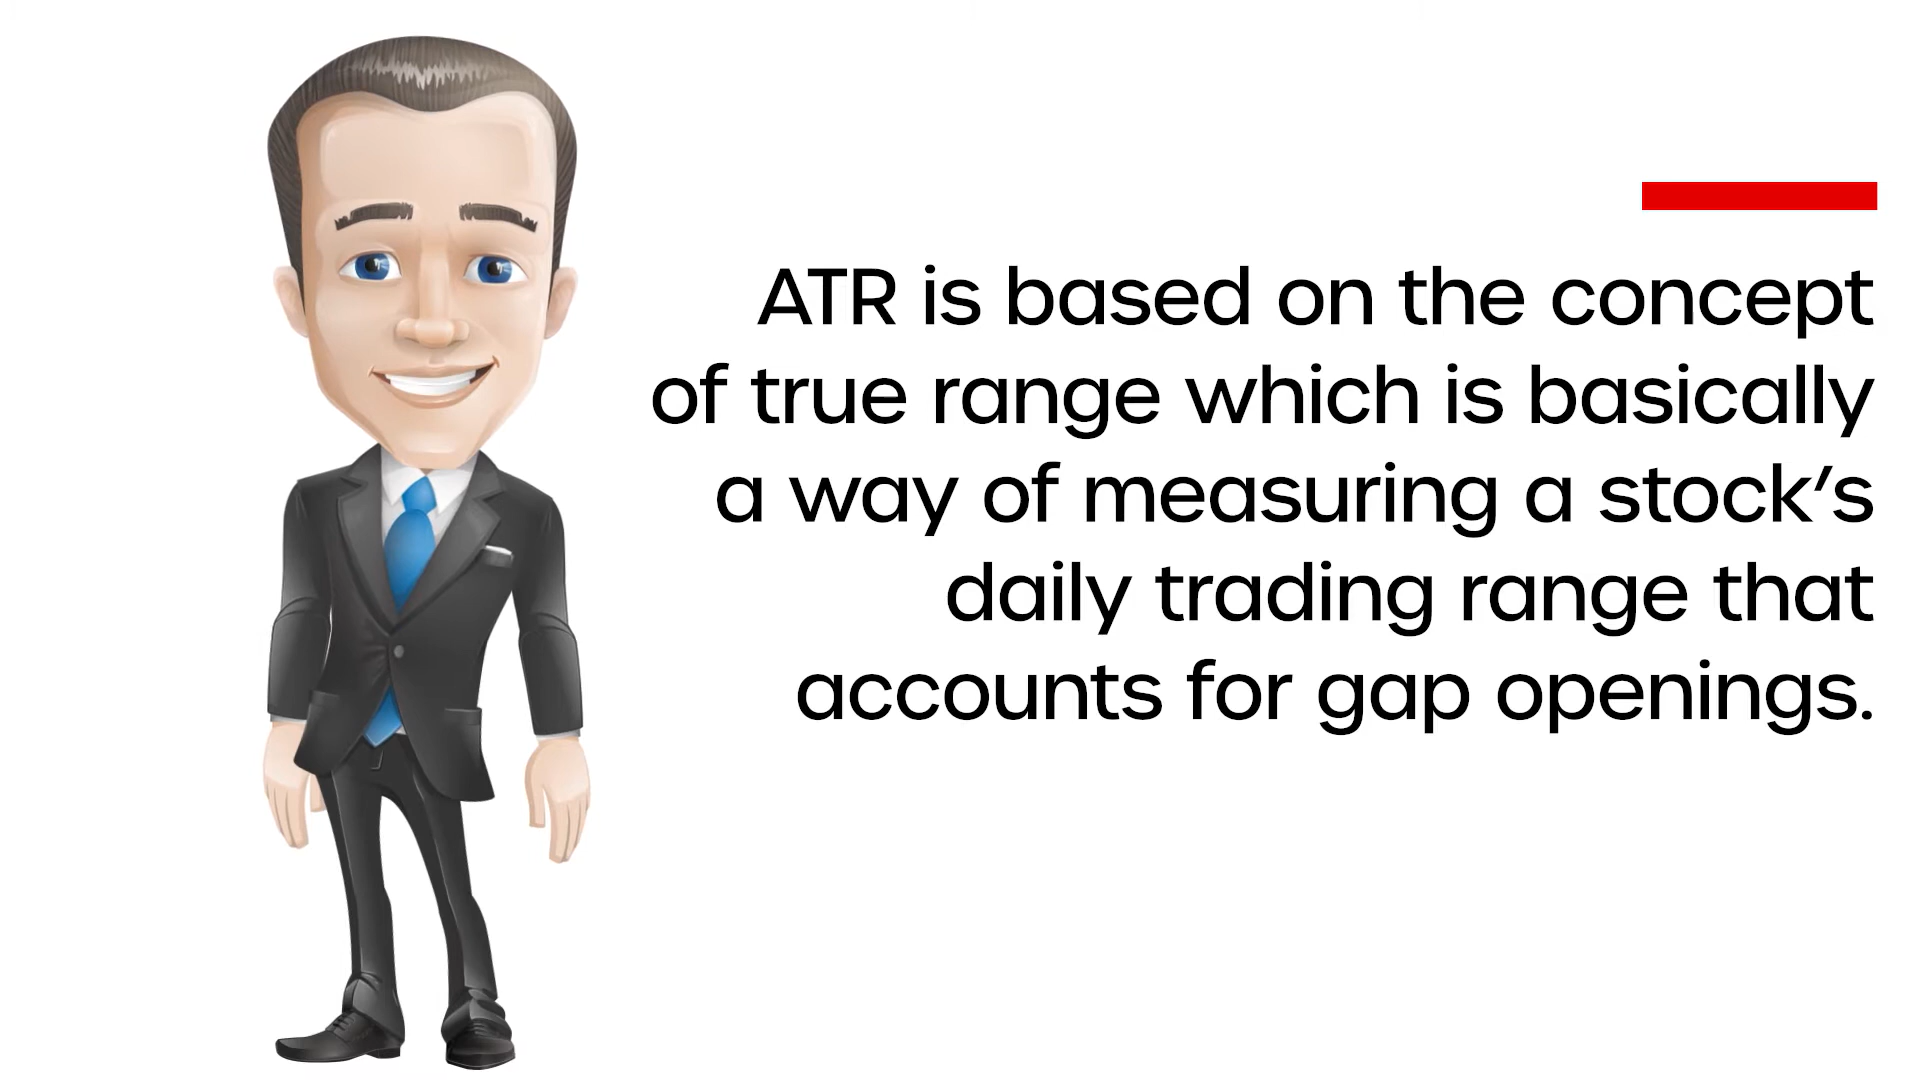 ATR is based on the concept
of true range which is basically
a way of measuring a stock’s
daily trading range that
accounts for gap openings.